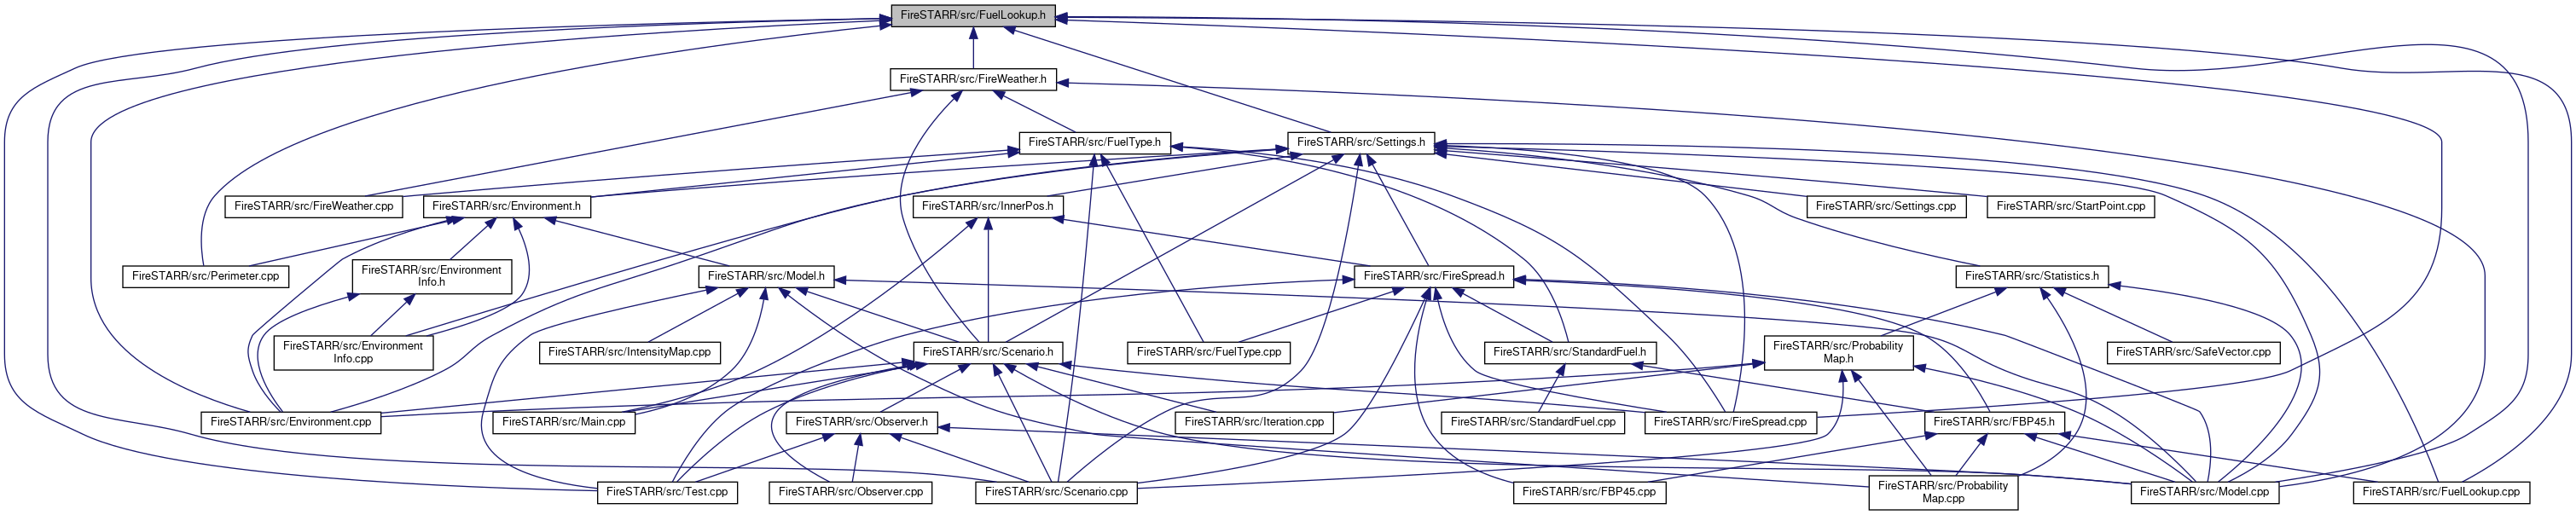 FireSTARR/src/FuelLookup.h
FireSTARR/src/FireWeather.h
FireSTARR/src/FuelType.h
FireSTARR/src/Settings.h
FireSTARR/src/FireWeather.cpp
FireSTARR/src/Environment.h
FireSTARR/src/InnerPos.h
FireSTARR/src/Settings.cpp
FireSTARR/src/StartPoint.cpp
FireSTARR/src/Perimeter.cpp
FireSTARR/src/Environment
Info.h
FireSTARR/src/Model.h
FireSTARR/src/FireSpread.h
FireSTARR/src/Statistics.h
FireSTARR/src/Environment
Info.cpp
FireSTARR/src/IntensityMap.cpp
FireSTARR/src/Scenario.h
FireSTARR/src/FuelType.cpp
FireSTARR/src/StandardFuel.h
FireSTARR/src/Probability
Map.h
FireSTARR/src/SafeVector.cpp
FireSTARR/src/Environment.cpp
FireSTARR/src/Main.cpp
FireSTARR/src/Observer.h
FireSTARR/src/Iteration.cpp
FireSTARR/src/StandardFuel.cpp
FireSTARR/src/FireSpread.cpp
FireSTARR/src/FBP45.h
FireSTARR/src/Test.cpp
FireSTARR/src/Observer.cpp
FireSTARR/src/Scenario.cpp
FireSTARR/src/FBP45.cpp
FireSTARR/src/Probability
Map.cpp
FireSTARR/src/Model.cpp
FireSTARR/src/FuelLookup.cpp